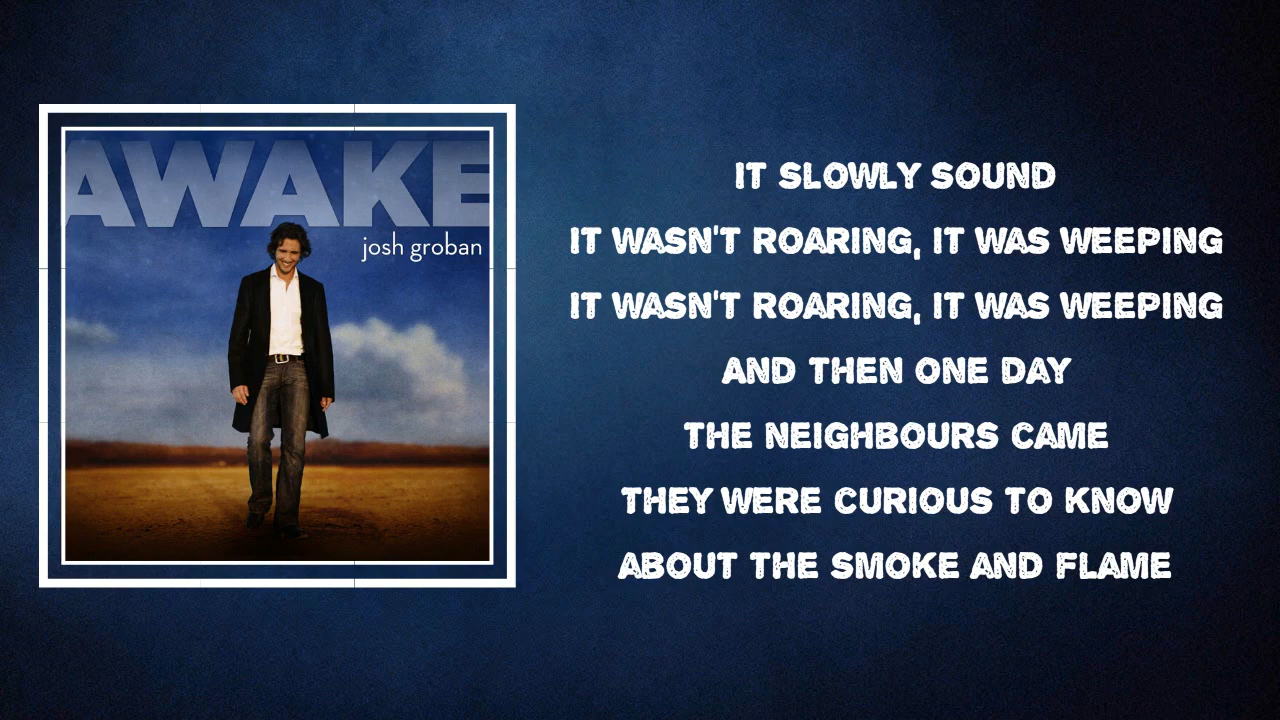 AWAKE
josh groban
IT SLOWLY SOUND
IT WASN'T ROARING, IT WAS WEEPING
IT WASN'T ROARING, IT WAS WEEPING
AND THEN ONE DAY
THE NEIGHBOURS CAME
THEY WERE CURIOUS TO KNOW
ABOUT THE SMOKE AND FLAME